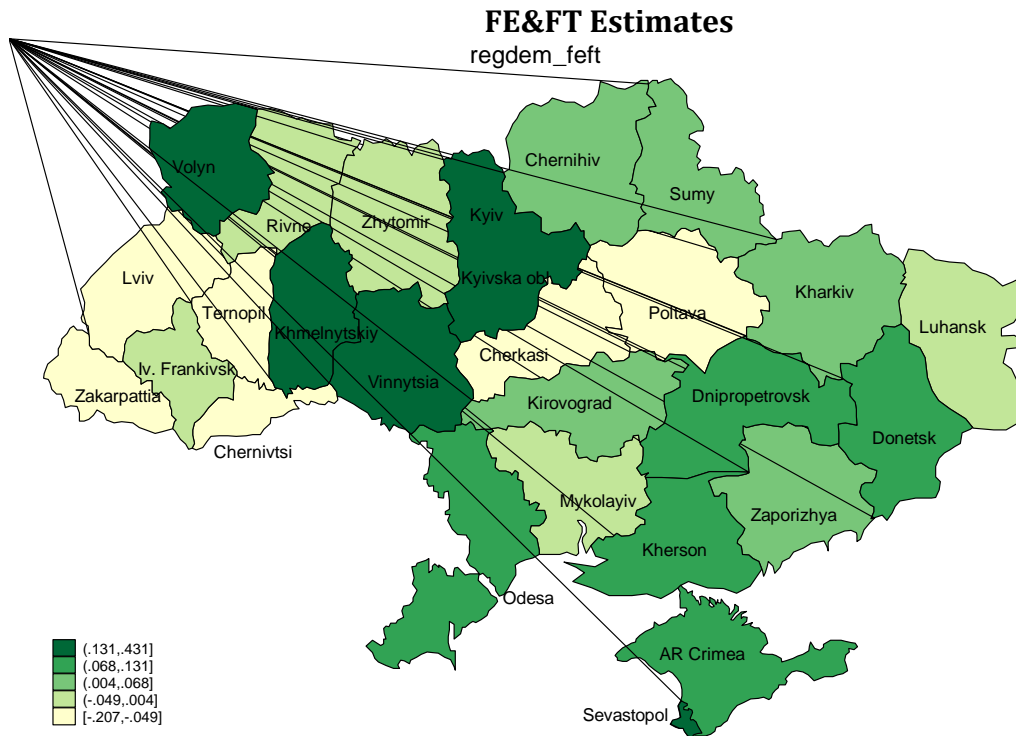 FE&FT Estimates
regdem_feft
Chernihiv
Volyn
Sumy
Kyiv
Rivne
Zhytomir
Lviv
Kyivska obl
Kharkiv
Ternopil
Poltava
Luhansk
Khmelnytskiy
Cherkasi
Iv. Frankivsk
Vinnytsia
Zakarpattia
Dnipropetrovsk
Kirovograd
Donetsk
Chernivtsi
Mykolayiv
Zaporizhya
Kherson
Odesa
AR Crimea
Sevastopol
(.131,.431]
(.068,.131]
(.004,.068]
(-.049,.004]
[-.207,-.049]